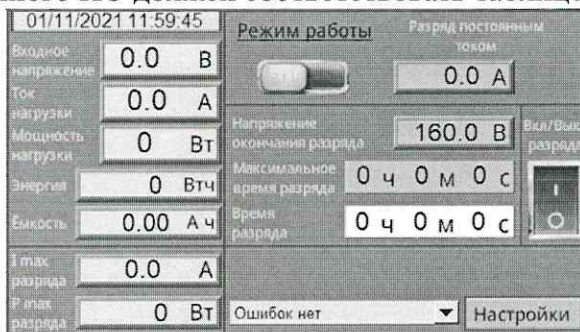 01/11/2021 11:59:45
Режим работы
Разряд постоянным
током
Входное
напряжение
0.0 В
0.0 А
Ток
нагрузки
0.0 А
Мощность
нагрузки
0 Вт
Напряжение
окончания разряда
160.0 В
Вкл/Вык
разряда
Максимальное
время разряда
0 ч 0 м 0 с
Энергия
0 Втч
Время
разряда
0 ч 0 м 0 с
Ёмкость
0.00 А ч
I max
разряда
0.0 А
P max
разряда
0 Вт
Ошибок нет
Настройки